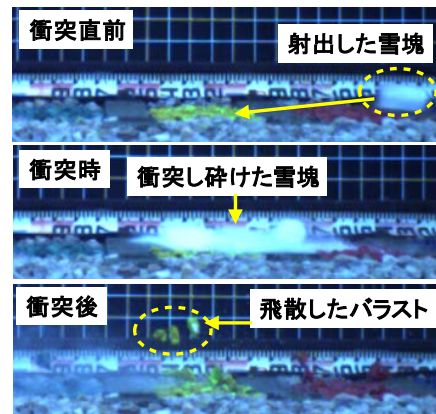 衝突直前
射出した雪塊
衝突時
衝突し砕けた雪塊
衝突後
飛散したバラスト